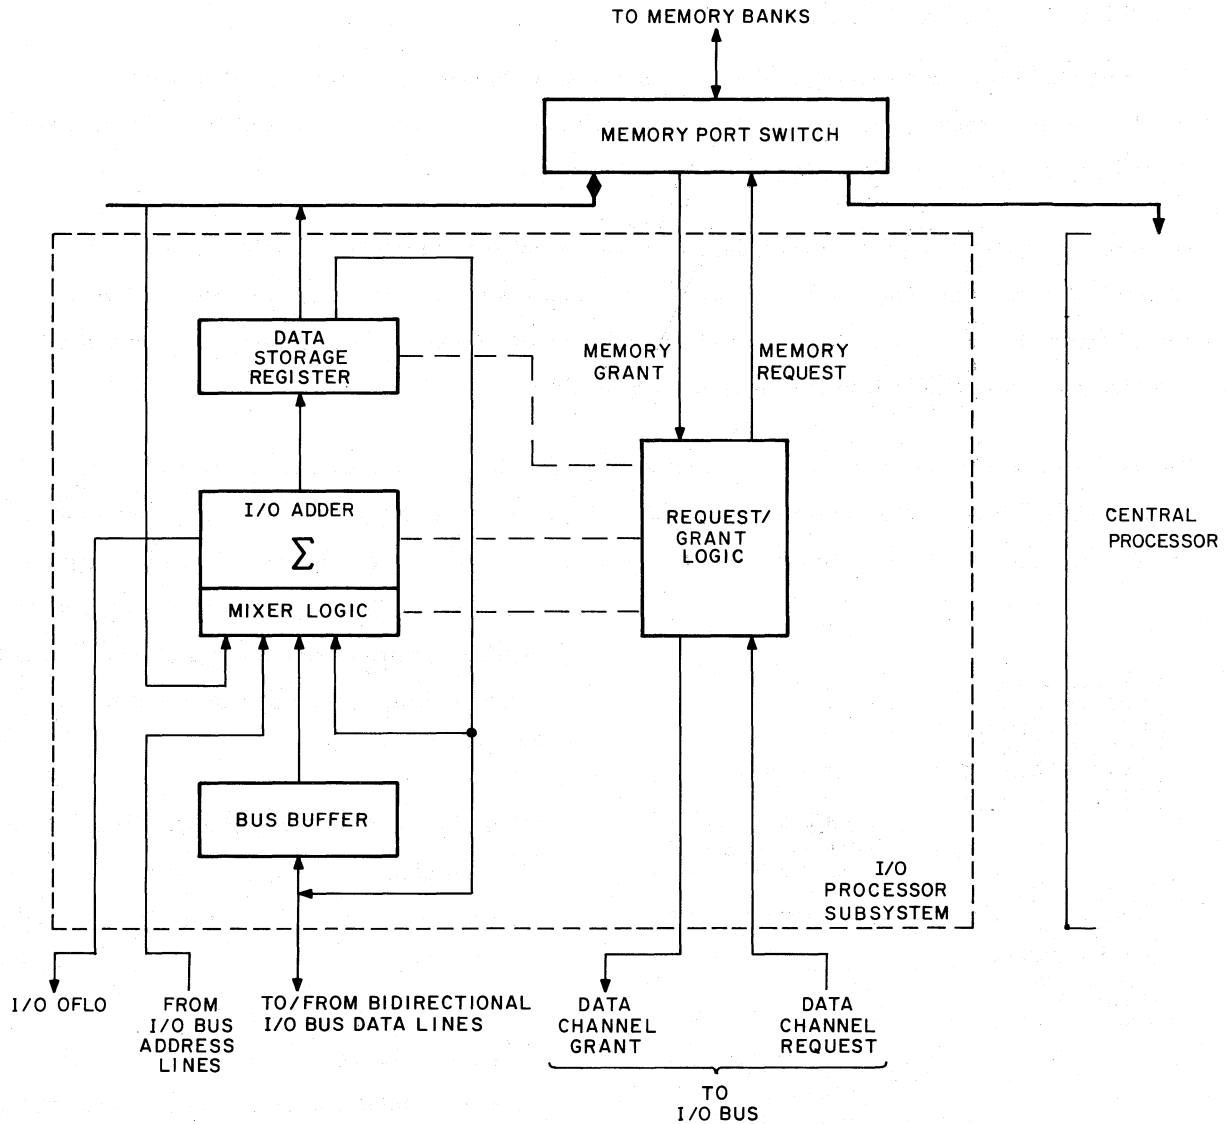 TO MEMORY BANKS
MEMORY PORT SWITCH
DATA
STORAGE
REGISTER
MEMORY
GRANT
MEMORY
REQUEST
I/O ADDER
Σ
MIXER LOGIC
REQUEST/
GRANT
LOGIC
CENTRAL
PROCESSOR
BUS BUFFER
I/O
PROCESSOR
SUBSYSTEM
I/O OFLO
FROM
I/O BUS
ADDRESS
LINES
TO/FROM BIDIRECTIONAL
I/O BUS DATA LINES
DATA
CHANNEL
GRANT
DATA
CHANNEL
REQUEST
TO
I/O BUS